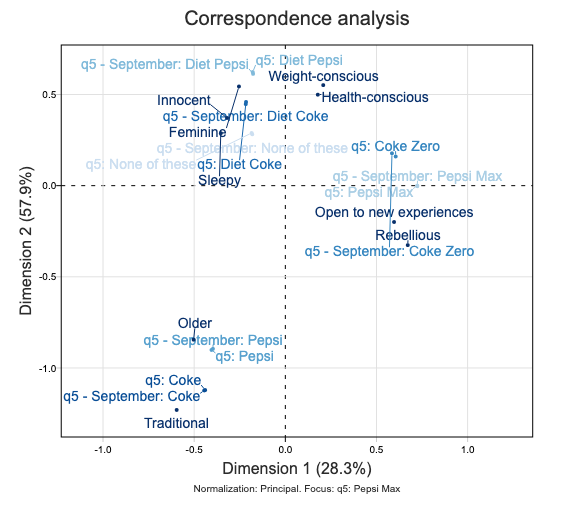 Correspondence analysis
q5 - September: Diet Pepsi
q5: Diet Pepsi
Weight-conscious
Health-conscious
Innocent
q5 - September: Diet Coke
Feminine
q5 - September: None of these
q5: Coke Zero
q5: None of these
q5: Diet Coke
q5 - September: Pepsi Max
Sleepy
q5: Pepsi Max
Open to new experiences
Rebellious
q5 - September: Coke Zero
Older
q5 - September: Pepsi
q5: Pepsi
q5: Coke
q5 - September: Coke
Traditional
0.5
0.0
-0.5
-1.0
Dimension 2 (57.9%)
-1.0 -0.5 0.0 0.5 1.0
Dimension 1 (28.3%)
Normalization: Principal. Focus: q5: Pepsi Max